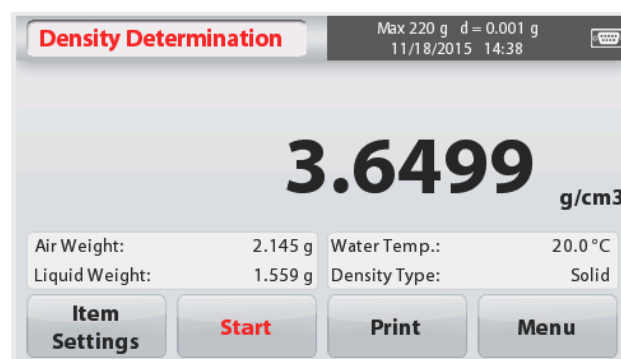 Density Determination
Max 220 g d = 0.001 g
11/18/2015 14:38
3.6499
g/cm3
Air Weight: 2.145 g Water Temp.: 20.0 °C
Liquid Weight: 1.559 g Density Type: Solid
Item
Settings
Start
Print
Menu